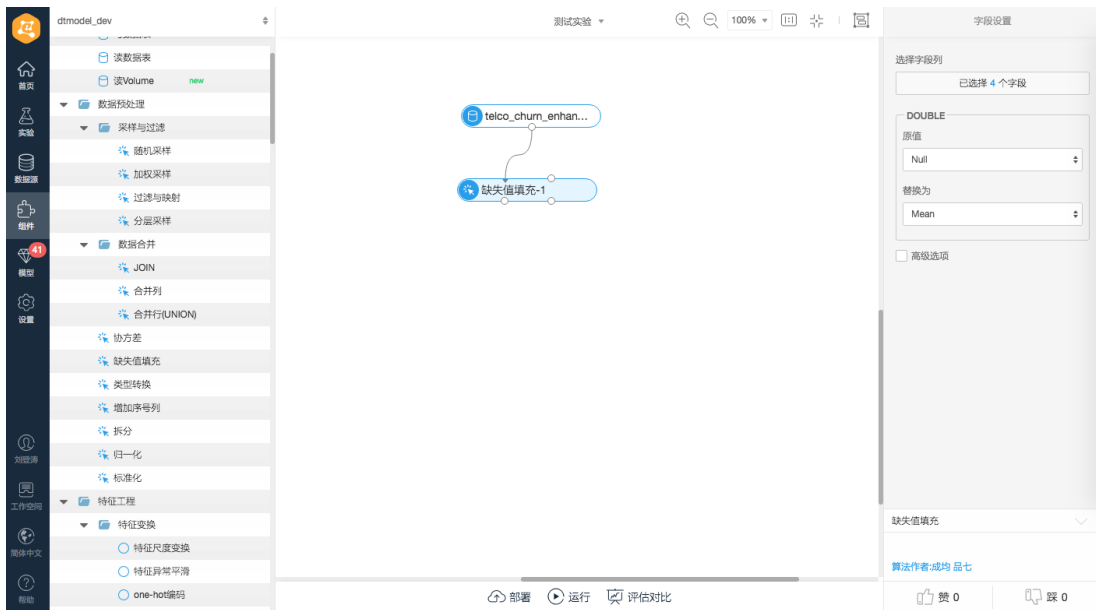 dtmodel_dev
测试实验
100%
字段设置
首页
实验
数据源
组件
41
模型
设置
工作空间
简体中文
帮助
读数据表
读Volume new
数据预处理
采样与过滤
随机采样
加权采样
过滤与映射
分层采样
数据合并
JOIN
合并列
合并行(UNION)
协方差
缺失值填充
类型转换
增加序号列
拆分
归一化
标准化
特征工程
特征变换
特征尺度变换
特征异常平滑
one-hot编码
telco_churn_enhan...
缺失值填充-1
部署 运行 评估对比
选择字段列
已选择 4 个字段
DOUBLE
原值
Null
替换为
Mean
高级选项
缺失值填充
算法作者:成均 品七
赞 0 踩 0